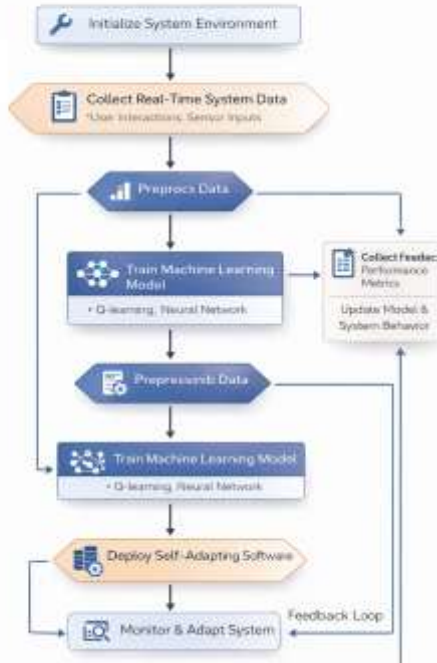 Initialize System Environment
Collect Real-Time System Data
*User Interactions, Sensor Inputs
Preprocs Data
Train Machine Learning
Model
• Q-learning, Neural Network
Collect Feedac
Performance
Metrics
Update Model &
System Behavior
Data
Train Machine Learning Model
• Q-learning, Neural Network
Deploy Self-Adapting Software
Monitor & Adapt System
Feedback Loop